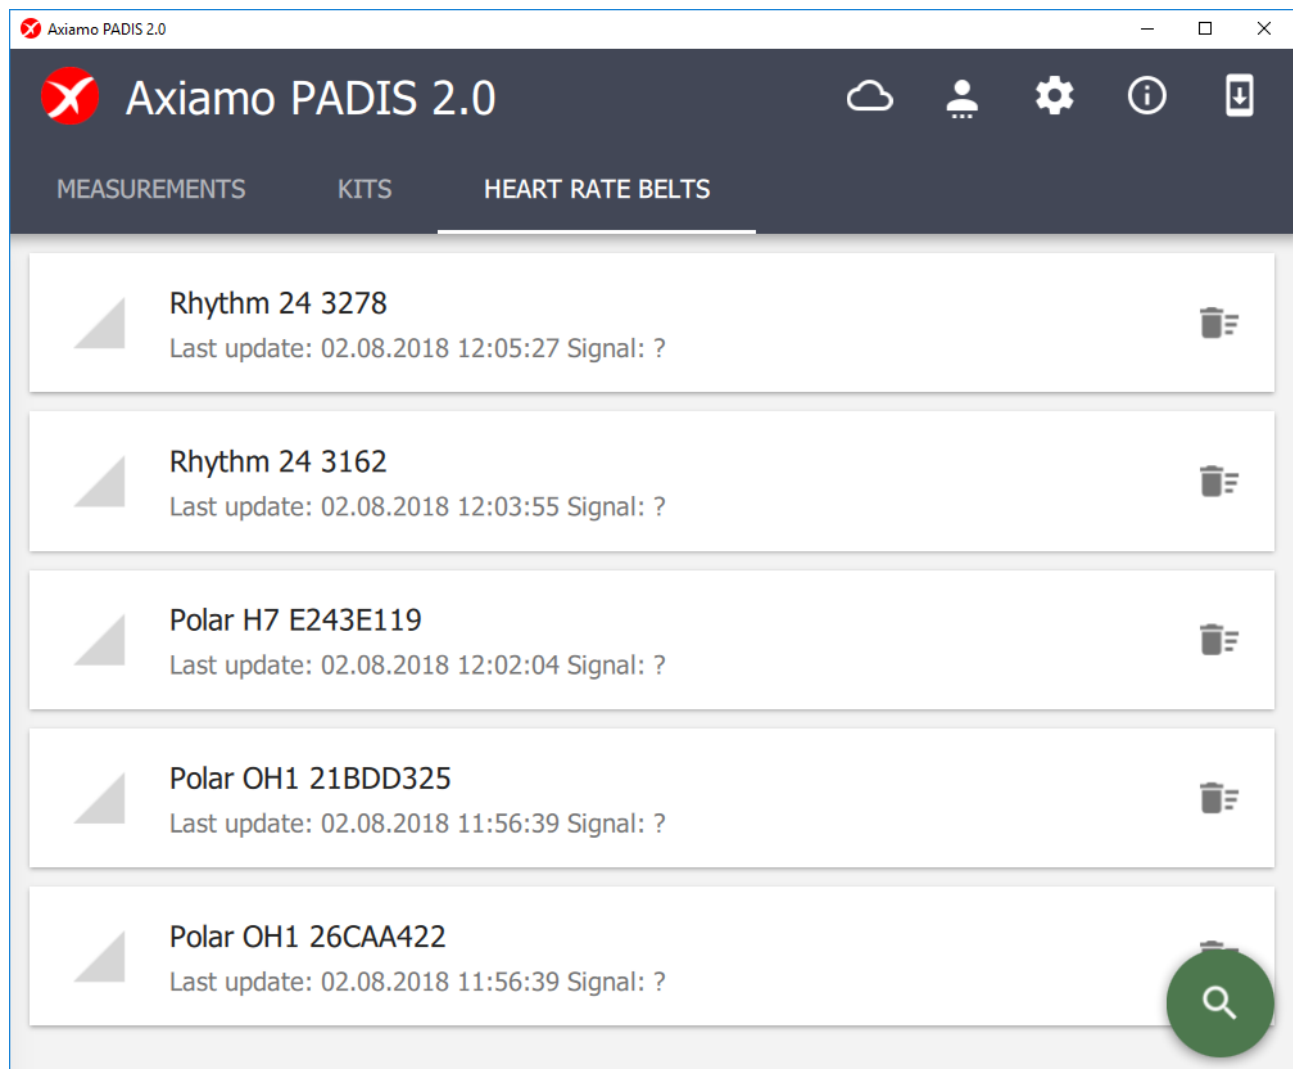 Axiamo PADIS 2.0
Axiamo PADIS 2.0
MEASUREMENTS KITS HEART RATE BELTS
Rhythm 24 3278
Last update: 02.08.2018 12:05:27 Signal: ?
Rhythm 24 3162
Last update: 02.08.2018 12:03:55 Signal: ?
Polar H7 E243E119
Last update: 02.08.2018 12:02:04 Signal: ?
Polar OH1 21BDD325
Last update: 02.08.2018 11:56:39 Signal: ?
Polar OH1 26CAA422
Last update: 02.08.2018 11:56:39 Signal: ?